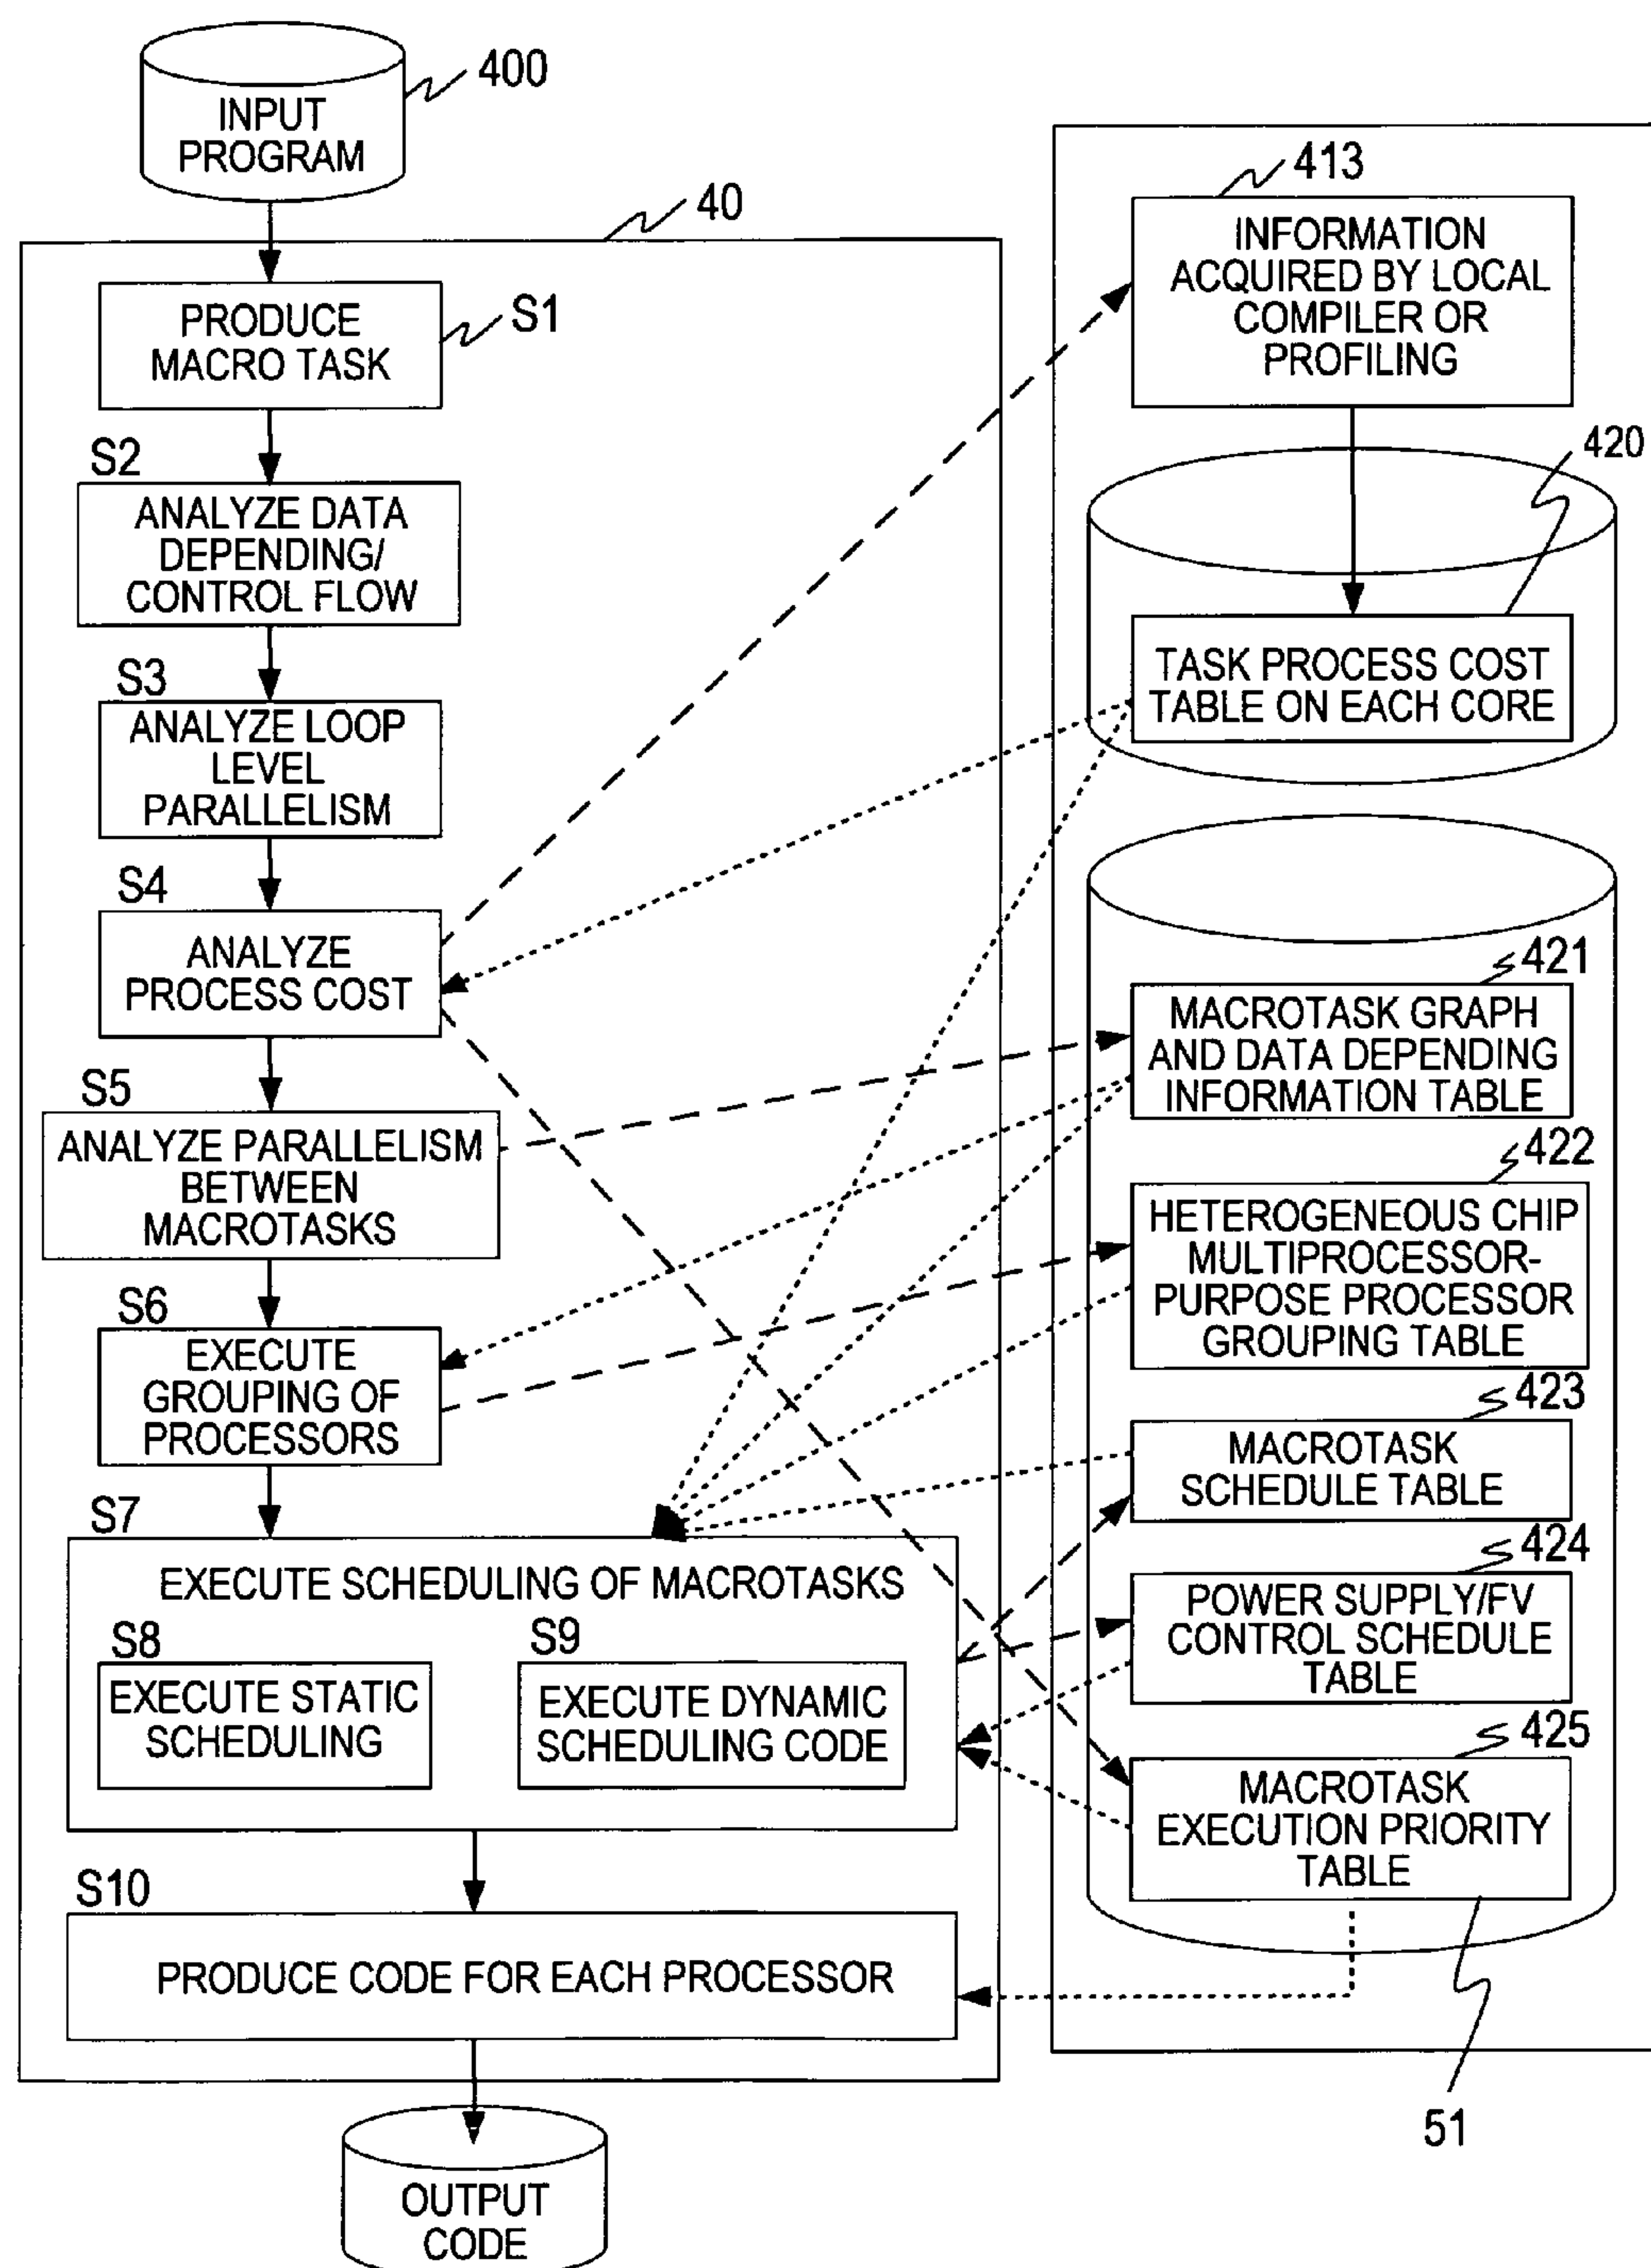 INPUT
PROGRAM
400
40
PRODUCE
MACRO TASK
S1
S2
ANALYZE DATA
DEPENDING/
CONTROL FLOW
S3
ANALYZE LOOP
LEVEL
PARALLELISM
S4
ANALYZE
PROCESS COST
S5
ANALYZE PARALLELISM
BETWEEN
MACROTASKS
S6
EXECUTE
GROUPING OF
PROCESSORS
S7
EXECUTE SCHEDULING OF MACROTASKS
S8
EXECUTE STATIC
SCHEDULING
S9
EXECUTE DYNAMIC
SCHEDULING CODE
S10
PRODUCE CODE FOR EACH PROCESSOR
OUTPUT
CODE
413
INFORMATION
ACQUIRED BY LOCAL
COMPILER OR
PROFILING
420
TASK PROCESS COST
TABLE ON EACH CORE
421
MACROTASK GRAPH
AND DATA DEPENDING
INFORMATION TABLE
422
HETEROGENEOUS CHIP
MULTIPROCESSOR-
PURPOSE PROCESSOR
GROUPING TABLE
423
MACROTASK
SCHEDULE TABLE
424
POWER SUPPLY/FV
CONTROL SCHEDULE
TABLE
425
MACROTASK
EXECUTION PRIORITY
TABLE
51